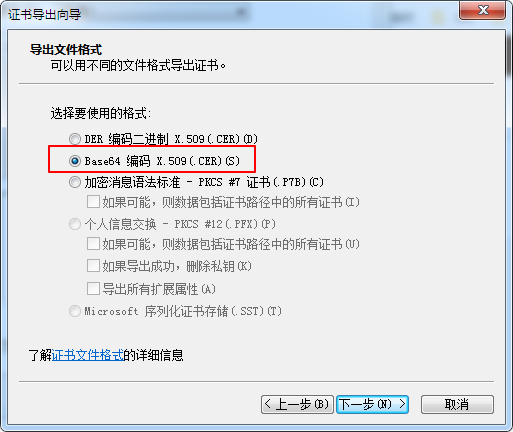 证书导出向导
导出文件格式
可以用不同的文件格式导出证书。
选择要使用的格式:
DER 编码二进制 X.509(.CER)(D)
Base64 编码 X.509(.CER)(S)
加密消息语法标准 - PKCS #7 证书(.P7B)(C)
如果可能，则数据包括证书路径中的所有证书(I)
个人信息交换 - PKCS #12(.PFX)(P)
如果可能，则数据包括证书路径中的所有证书(U)
如果导出成功，删除私钥(K)
导出所有扩展属性(A)
Microsoft 序列化证书存储(.SST)(T)
了解证书文件格式的详细信息
< 上一步(B) 下一步(N) > 取消